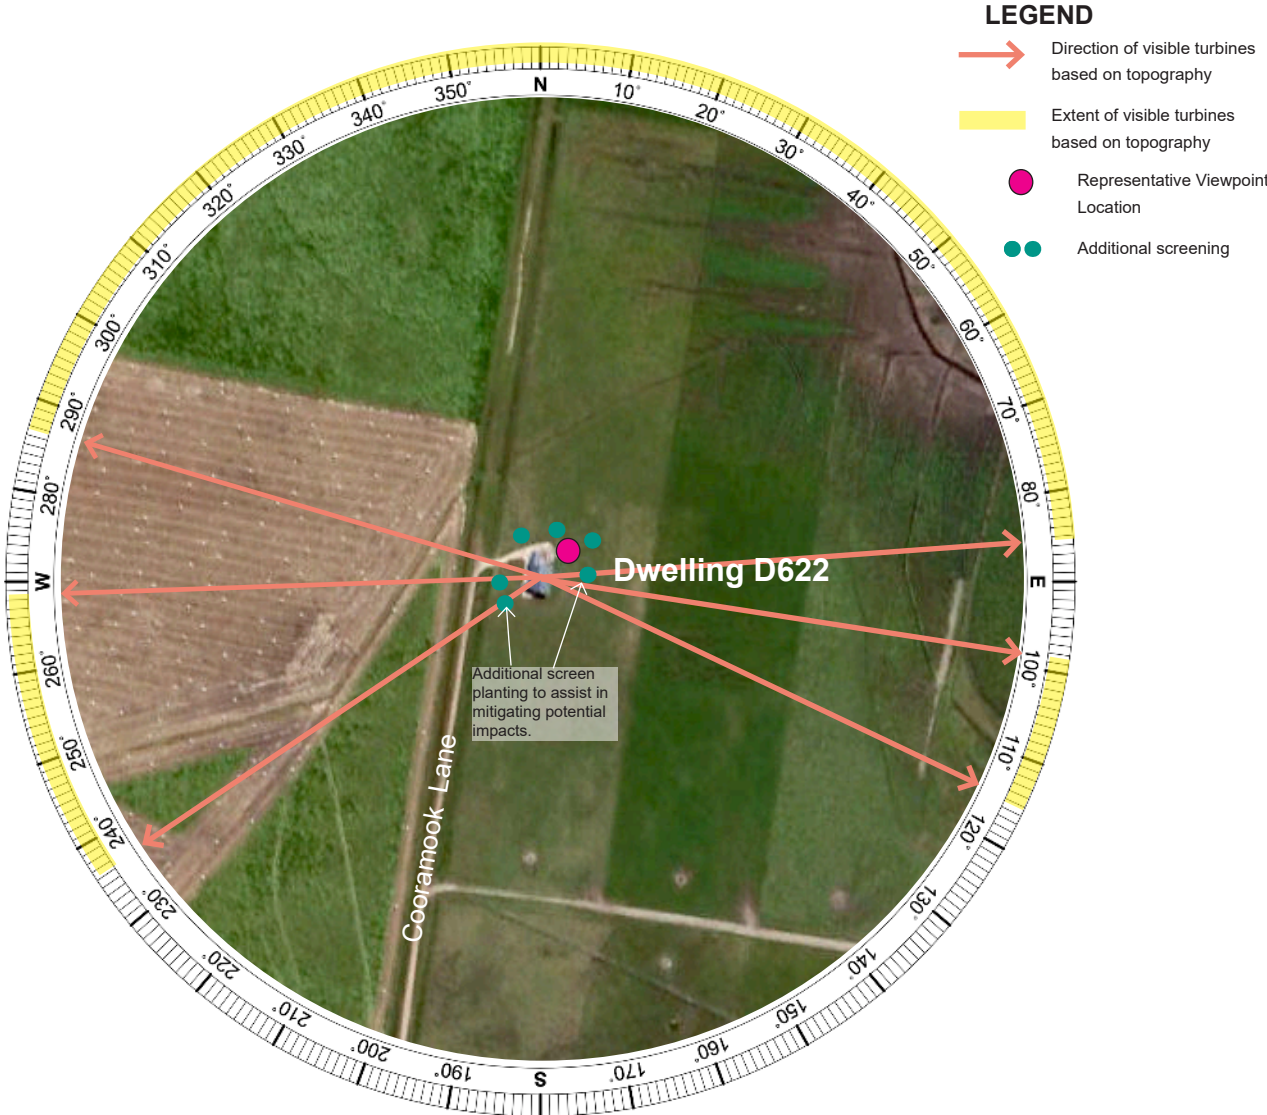 LEGEND
Direction of visible turbines
based on topography
Extent of visible turbines
based on topography
Representative Viewpoint
Location
Additional screening
N
10°
20°
30°
40°
50°
60°
70°
80°
E
100°
110°
120°
130°
140°
150°
160°
170°
S
190°
200°
210°
220°
230°
240°
250°
260°
W
280°
290°
300°
310°
320°
330°
340°
350°
Dwelling D622
Additional screen
planting to assist in
mitigating potential
impacts.
Cooramook Lane